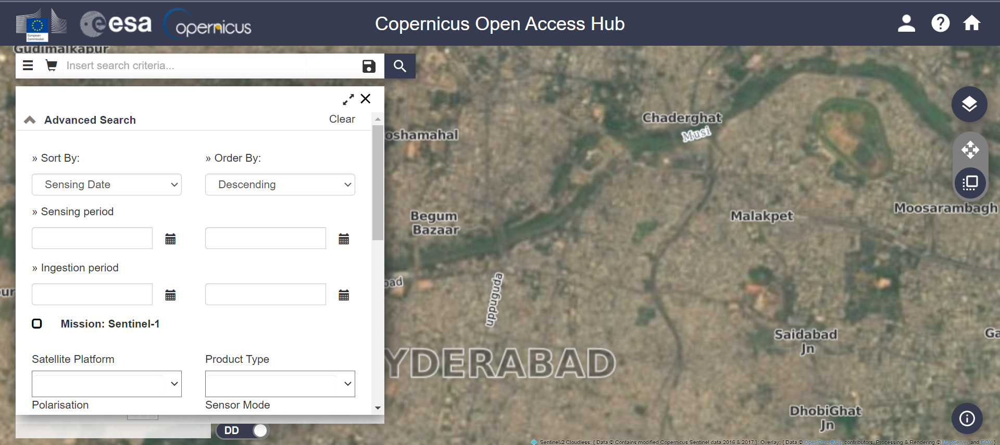 European
Commission
esa
opernicus
Copernicus Open Access Hub
Gudimalkapur
Insert search criteria...
Advanced Search
Clear
» Sort By:
» Order By:
Sensing Date
Descending
» Sensing period
» Ingestion period
Mission: Sentinel-1
Satellite Platform
Product Type
Polarisation
Sensor Mode
DD
oshamahal
Chaderghat
Musi
Begum
Bazaar
Malakpet
Moosarambagh
pad
ur
uppuguda
YDERABAD
Saidabad
Jn
Ga
DhobiGhat
Jn
Sentinel-2 Cloudless: { Data © Contains modified Copernicus Sentinel data 2016 & 2017 }; Overlay: { Data © OpenStreetMap contributors, Processing & Rendering © MapServer and EOX }